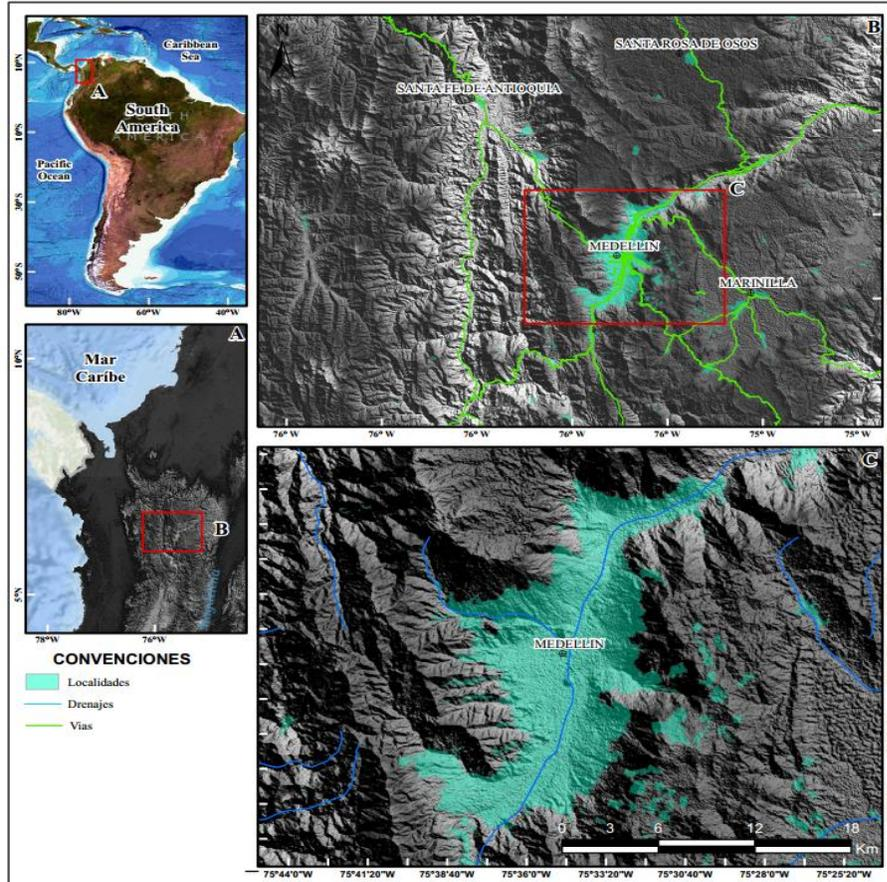 Caribbean
Sea
10°N
A
South
America
SOUTH
AMERICA
Pacific
Ocean
10°S
30°S
50°S
80°W
60°W
40°W
A
Mar
Caríbe
10°N
B
5°N
78°W
76°W
CONVENCIONES
Localidades
Drenajes
Vias
B
N
SANTA ROSA DE OSOS
SANTA FE DE ANTIOQUIA
C
MEDELLIN
MARINILLA
76°W
76°W
76°W
76°W
75°W
75°W
C
MEDELLIN
0 3 6 12 18
Km
75°44'0"W 75°41'20"W 75°38'40"W 75°36'0"W 75°33'20"W 75°30'40"W 75°28'0"W 75°25'20"W